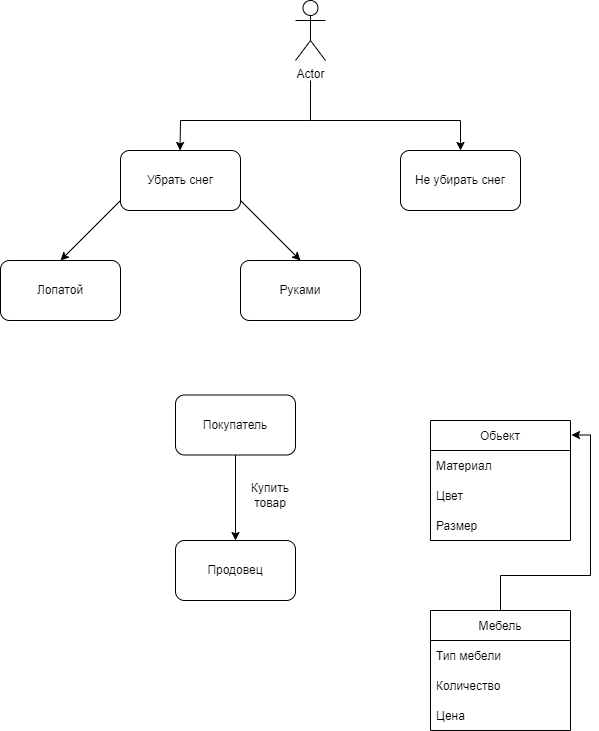 Actor
Убрать снег
Не убирать снег
Лопатой
Руками
Покупатель
Купить
товар
Продовец
Обьект
Материал
Цвет
Размер
Мебель
Тип мебели
Количество
Цена